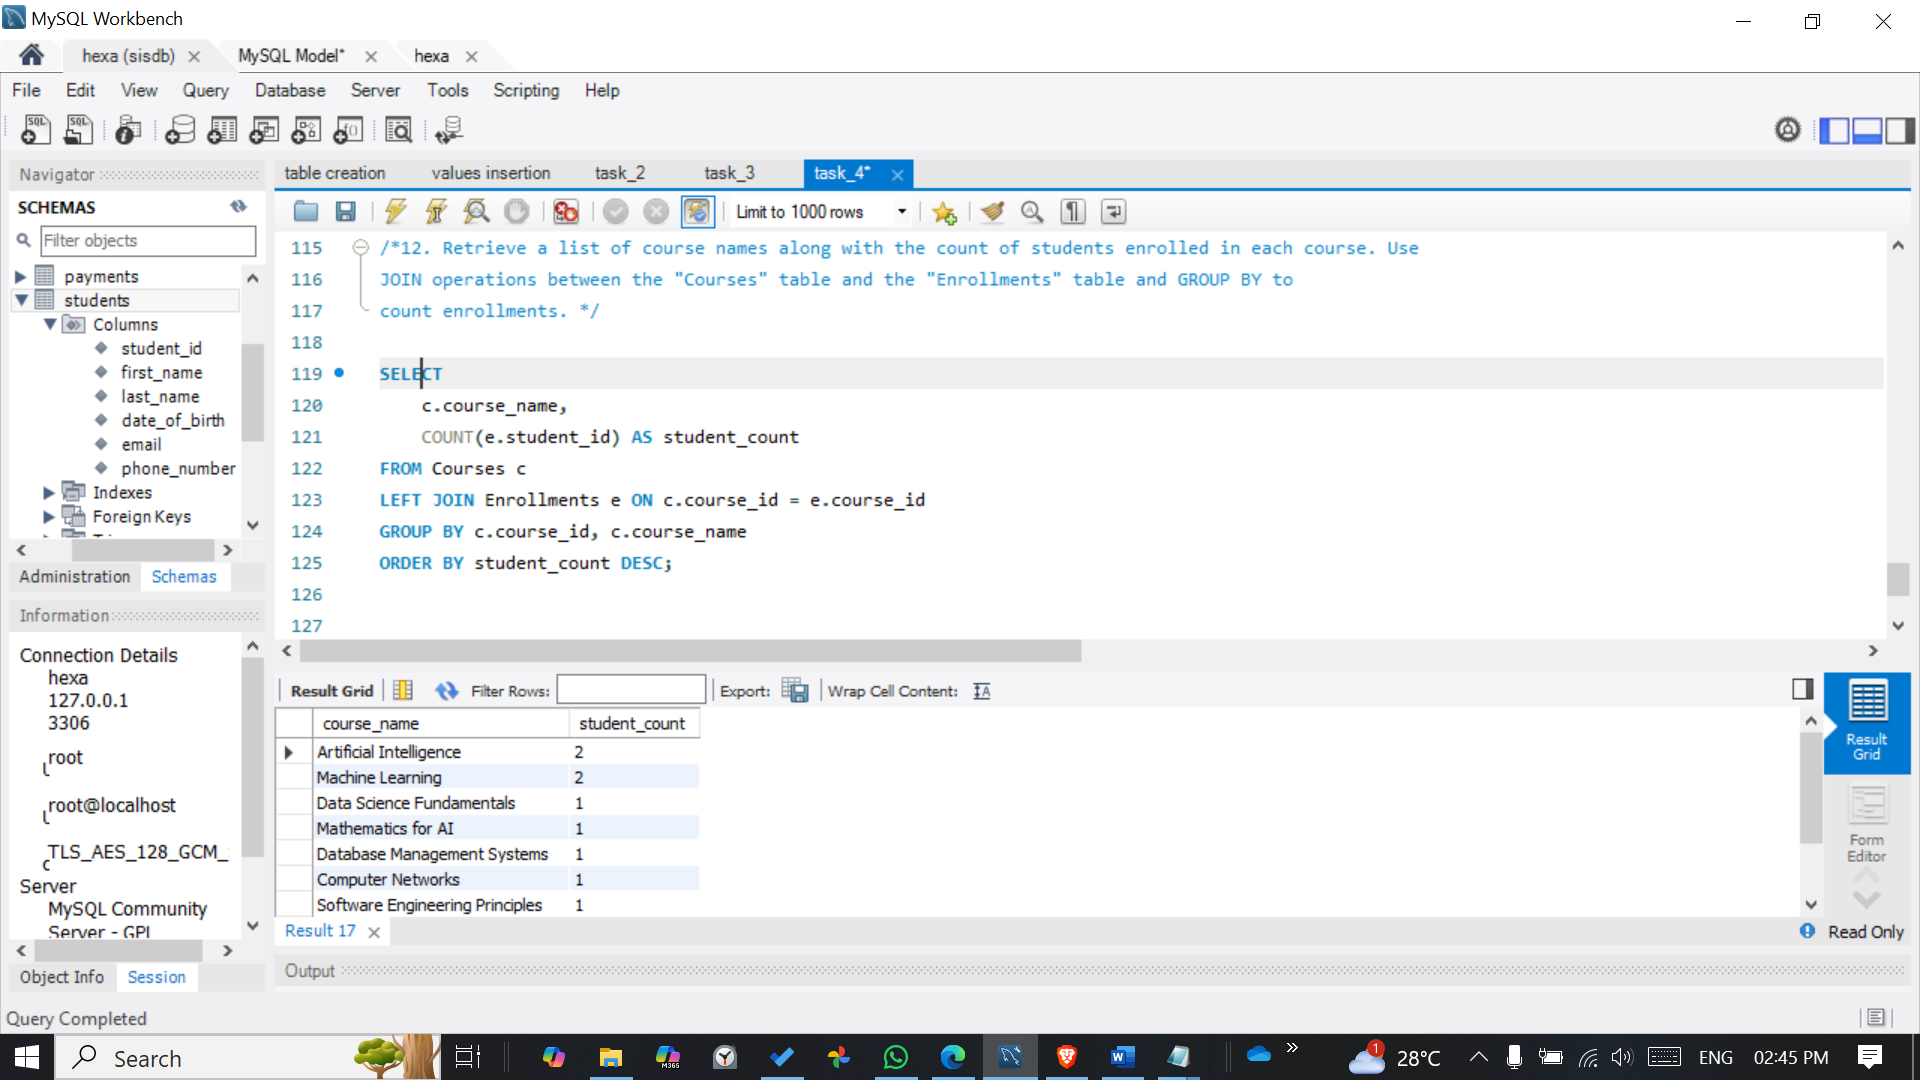 MySQL Workbench
hexa (sisdb)
MySQL Model*
hexa
File Edit View Query Database Server Tools Scripting Help
Navigator
SCHEMAS
Filter objects
payments
students
Columns
student_id
first_name
last_name
date_of_birth
email
phone_number
Indexes
Foreign Keys
Administration Schemas
Information
Connection Details
hexa
127.0.0.1
3306
root
root@localhost
TLS_AES_128_GCM_
Server
MySQL Community
Server - GPL
Object Info Session
Query Completed
table creation values insertion task_2 task_3 task_4*
Limit to 1000 rows
115 /*12. Retrieve a list of course names along with the count of students enrolled in each course. Use
116 JOIN operations between the "Courses" table and the "Enrollments" table and GROUP BY to
117 count enrollments. */
118
119 SELECT
120 c.course_name,
121 COUNT(e.student_id) AS student_count
122 FROM Courses c
123 LEFT JOIN Enrollments e ON c.course_id = e.course_id
124 GROUP BY c.course_id, c.course_name
125 ORDER BY student_count DESC;
126
127
Result Grid Filter Rows: Export: Wrap Cell Content:
course_name student_count
Artificial Intelligence 2
Machine Learning 2
Data Science Fundamentals 1
Mathematics for AI 1
Database Management Systems 1
Computer Networks 1
Software Engineering Principles 1
Result Grid
Form Editor
Result 17
Read Only
Output
Search
M365
1
28°C
ENG
02:45 PM